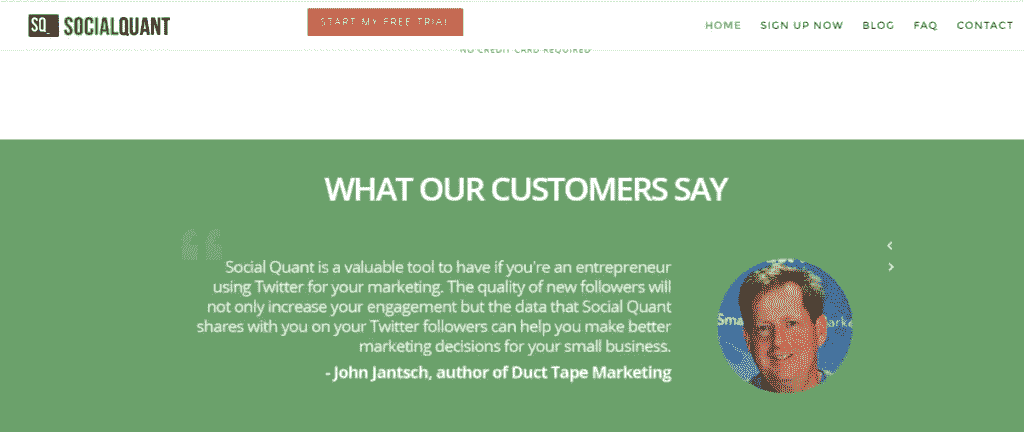 SQ_ SOCIALQUANT
START MY FREE TRIAL
HOME SIGN UP NOW BLOG FAQ CONTACT
NO CREDIT CARD REQUIRED
WHAT OUR CUSTOMERS SAY
Social Quant is a valuable tool to have if you're an entrepreneur
using Twitter for your marketing. The quality of new followers will
not only increase your engagement but the data that Social Quant
shares with you on your Twitter followers can help you make better
marketing decisions for your small business.
- John Jantsch, author of Duct Tape Marketing
Sma arke